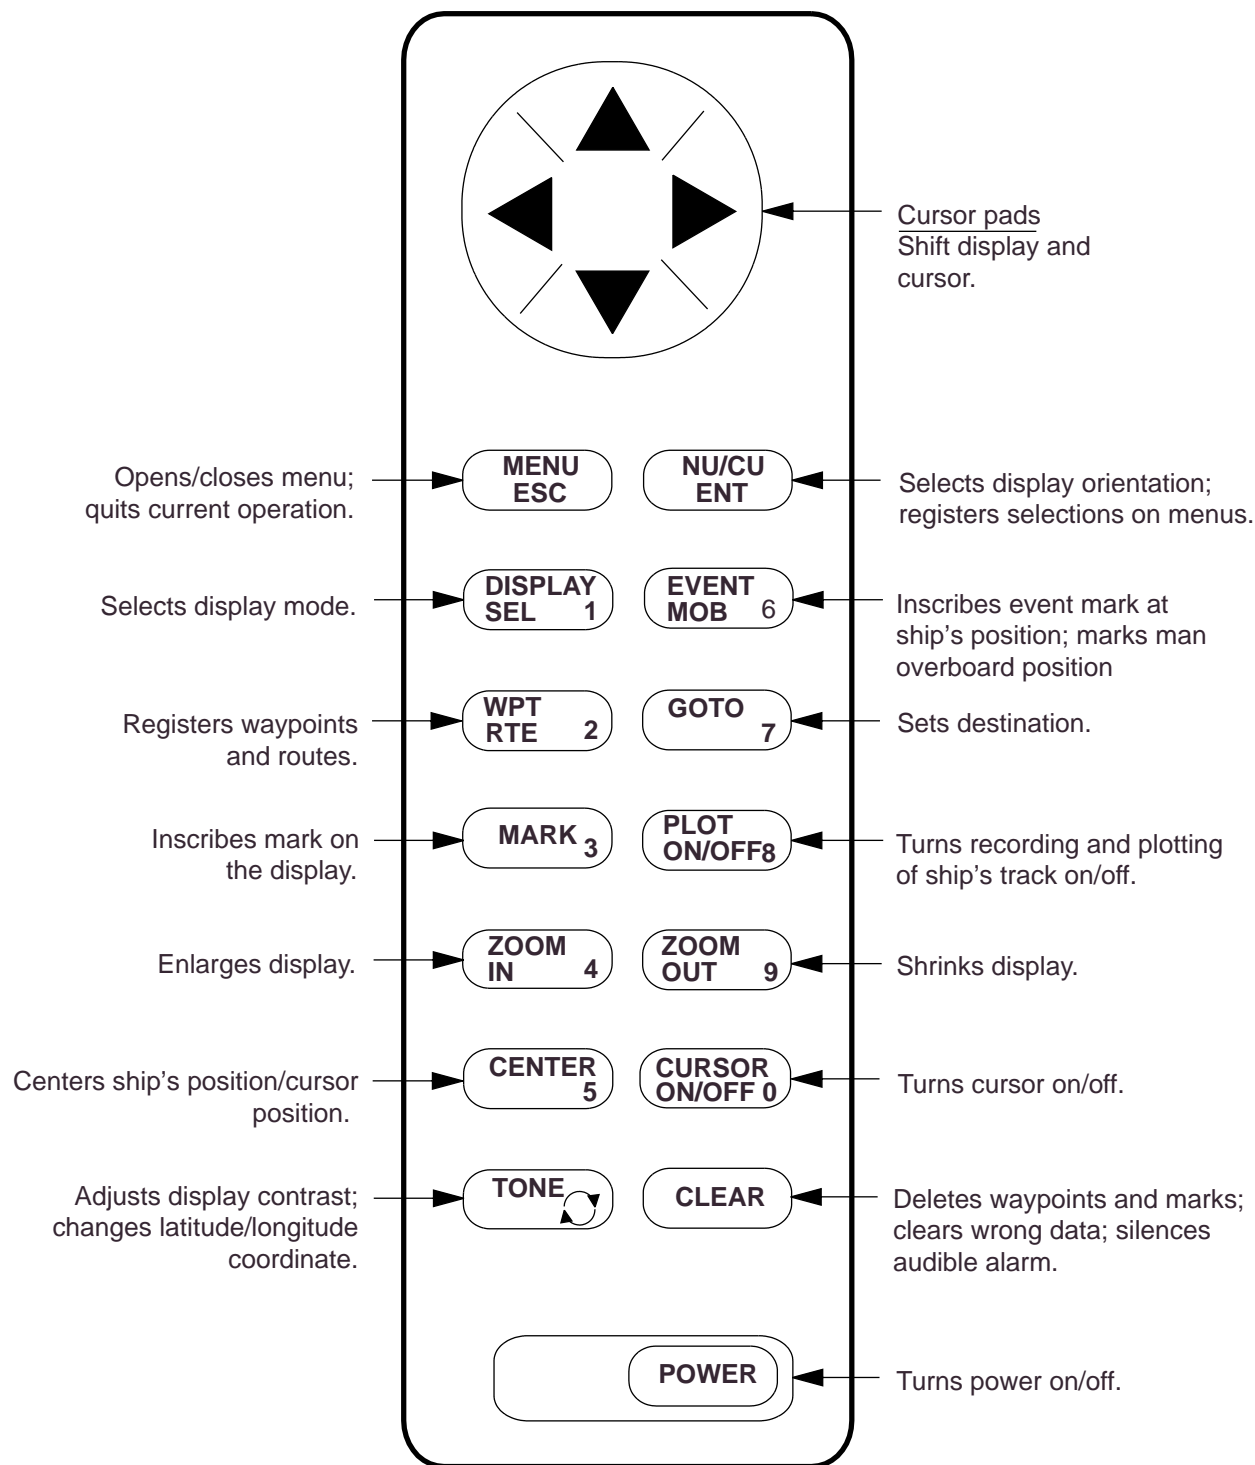 Cursor pads
Shift display and
cursor.
Opens/closes menu;
quits current operation.
MENU
ESC
NU/CU
ENT
Selects display orientation;
registers selections on menus.
Selects display mode.
DISPLAY
SEL 1
EVENT
MOB 6
Inscribes event mark at
ship's position; marks man
overboard position
Registers waypoints
and routes.
WPT
RTE 2
GOTO
7
Sets destination.
Inscribes mark on
the display.
MARK 3
PLOT
ON/OFF8
Turns recording and plotting
of ship's track on/off.
Enlarges display.
ZOOM
IN 4
ZOOM
OUT 9
Shrinks display.
Centers ship's position/cursor
position.
CENTER
5
CURSOR
ON/OFF 0
Turns cursor on/off.
Adjusts display contrast;
changes latitude/longitude
coordinate.
TONE
CLEAR
Deletes waypoints and marks;
clears wrong data; silences
audible alarm.
POWER
Turns power on/off.